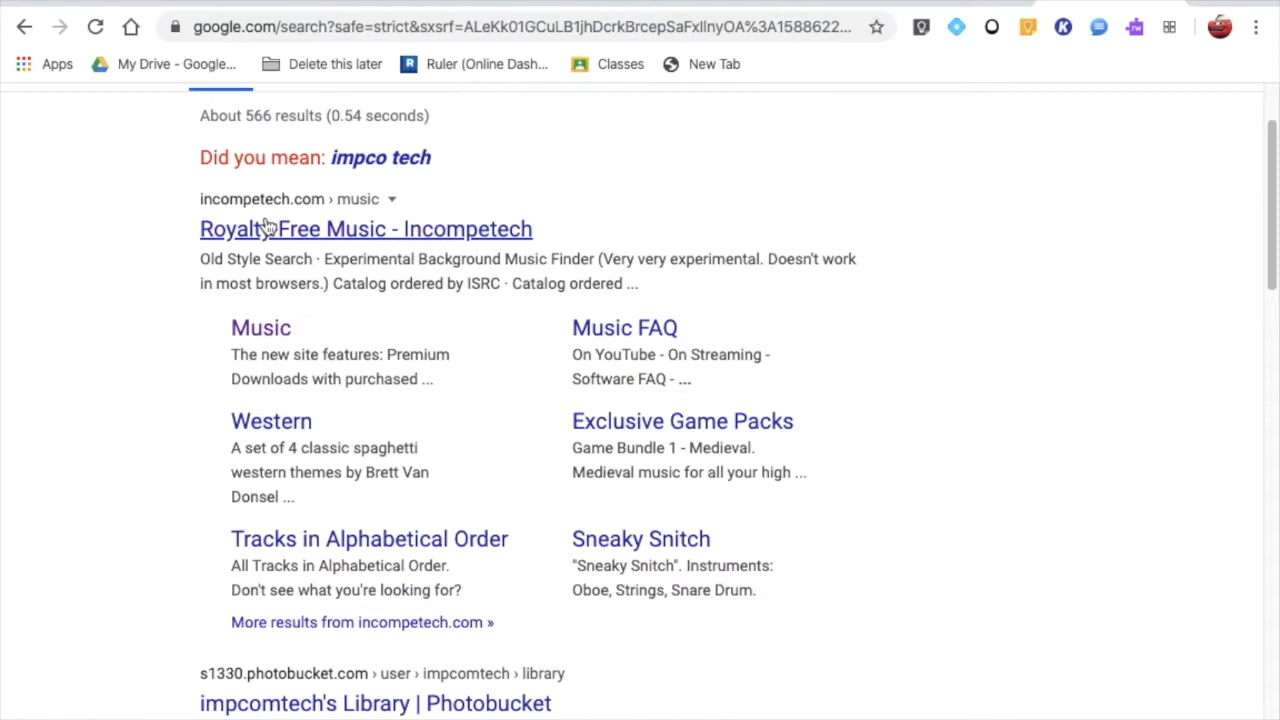 google.com/search?safe=strict&sxsrf=ALeKk01GCuLB1jhDcrkBrcepSaFxIlnyOA%3A1588622...
Apps My Drive - Google... Delete this later R Ruler (Online Dash... Classes New Tab
About 566 results (0.54 seconds)
Did you mean: impco tech
incompetech.com › music
Royalty Free Music - Incompetech
Old Style Search · Experimental Background Music Finder (Very very experimental. Doesn't work
in most browsers.) Catalog ordered by ISRC · Catalog ordered ...
Music
The new site features: Premium
Downloads with purchased ...
Music FAQ
On YouTube - On Streaming -
Software FAQ - ...
Western
A set of 4 classic spaghetti
western themes by Brett Van
Donsel ...
Exclusive Game Packs
Game Bundle 1 - Medieval.
Medieval music for all your high ...
Tracks in Alphabetical Order
All Tracks in Alphabetical Order.
Don't see what you're looking for?
Sneaky Snitch
"Sneaky Snitch". Instruments:
Oboe, Strings, Snare Drum.
More results from incompetech.com »
s1330.photobucket.com › user › impcomtech › library
impcomtech's Library | Photobucket